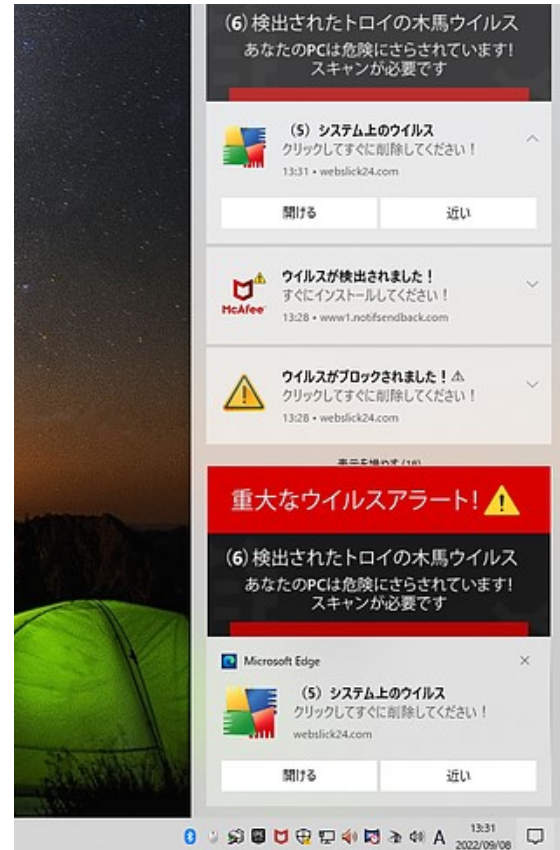 (6) 検出されたトロイの木馬ウイルス
あなたのPCは危険にさらされています!
スキャンが必要です
(5) システム上のウイルス
クリックしてすぐに削除してください！
13:31 • webslick24.com
開ける
近い
McAfee
ウイルスが検出されました！
すぐにインストールしてください！
13:28 • www1.notifsendback.com
ウイルスがブロックされました！⚠
クリックしてすぐに削除してください！
13:28 • webslick24.com
表示を増やす (18)
重大なウイルスアラート!⚠
(6) 検出されたトロイの木馬ウイルス
あなたのPCは危険にさらされています!
スキャンが必要です
Microsoft Edge
(5) システム上のウイルス
クリックしてすぐに削除してください！
webslick24.com
開ける
近い
A
13:31
2022/09/08